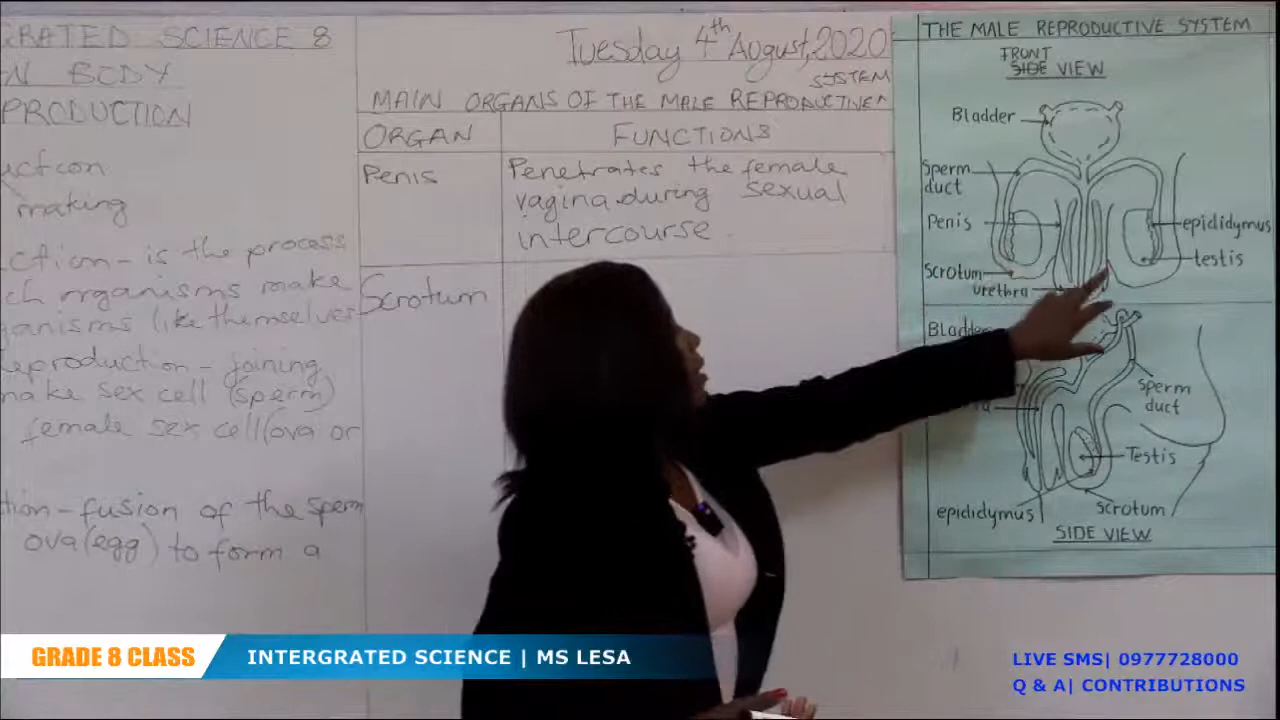 RATED SCIENCE 8
N BODY
PRODUCTION
uction
making
ction - is the process
ch organisms make
ganisms like themselves
eproduction - joining
make sex cell (sperm)
female sex cell (ova or
tion - fusion of the sperm
ova (egg) to form a
Tuesday 4th August, 2020
SYSTEM
MAIN ORGANS OF THE MALE REPRODUCTIVE
ORGAN FUNCTIONS
Penis Penetrates the female
vagina during sexual
intercourse
Scrotum
THE MALE REPRODUCTIVE SYSTEM
FRONT
SIDE VIEW
Bladder
Sperm
duct
Penis
epididymus
testis
Scrotum
urethra
Bladder
Sperm
duct
Testis
epididymus
scrotum
SIDE VIEW
GRADE 8 CLASS
INTERGRATED SCIENCE | MS LESA
LIVE SMS| 0977728000
Q & A| CONTRIBUTIONS